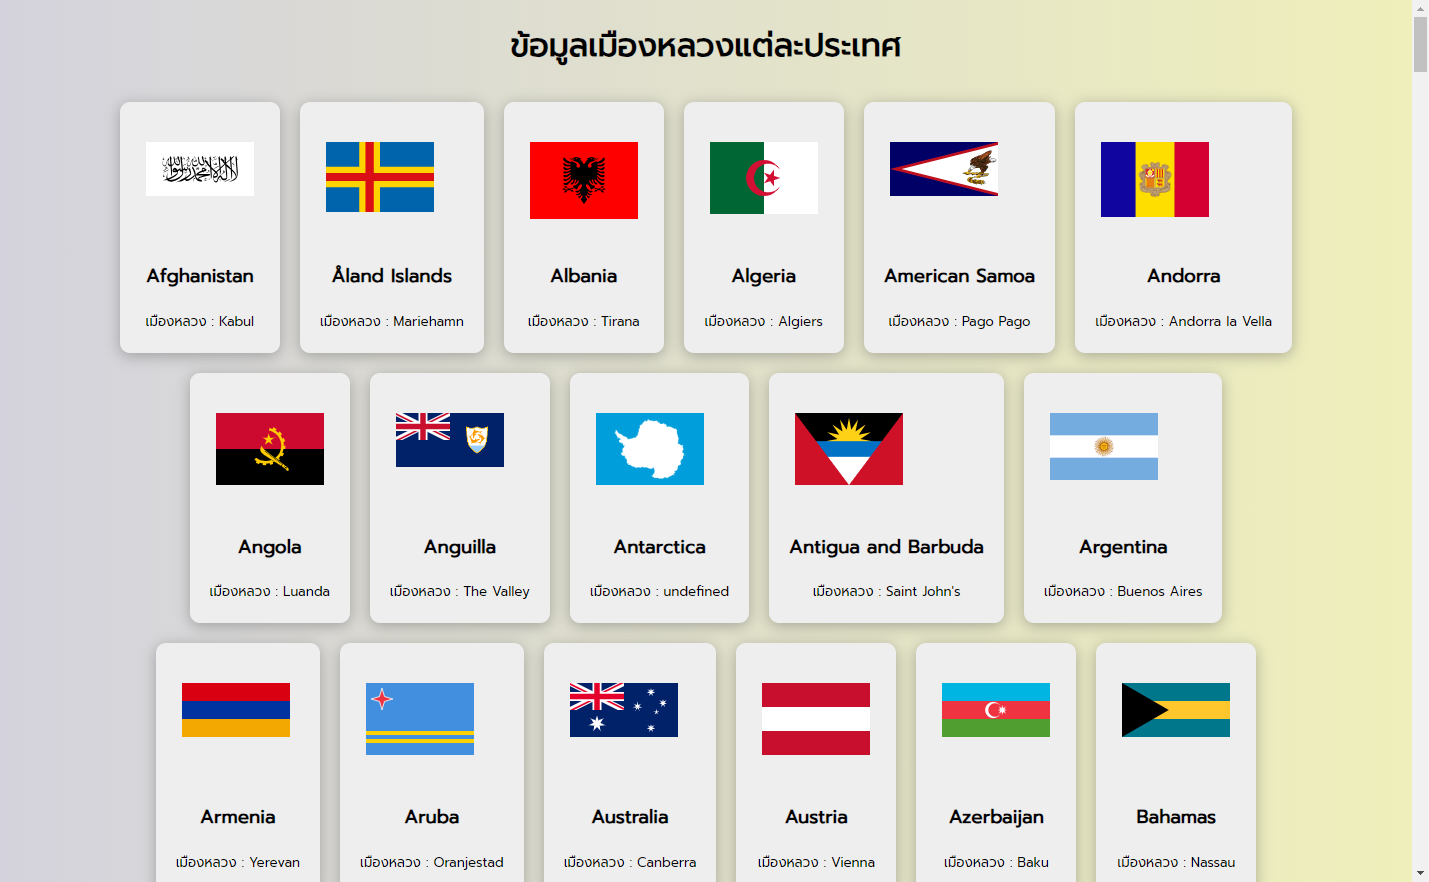 ข้อมูลเมืองหลวงแต่ละประเทศ
Afghanistan
เมืองหลวง : Kabul
Åland Islands
เมืองหลวง : Mariehamn
Albania
เมืองหลวง : Tirana
Algeria
เมืองหลวง : Algiers
American Samoa
เมืองหลวง : Pago Pago
Andorra
เมืองหลวง : Andorra la Vella
Angola
เมืองหลวง : Luanda
Anguilla
เมืองหลวง : The Valley
Antarctica
เมืองหลวง : undefined
Antigua and Barbuda
เมืองหลวง : Saint John's
Argentina
เมืองหลวง : Buenos Aires
Armenia
เมืองหลวง : Yerevan
Aruba
เมืองหลวง : Oranjestad
Australia
เมืองหลวง : Canberra
Austria
เมืองหลวง : Vienna
Azerbaijan
เมืองหลวง : Baku
Bahamas
เมืองหลวง : Nassau